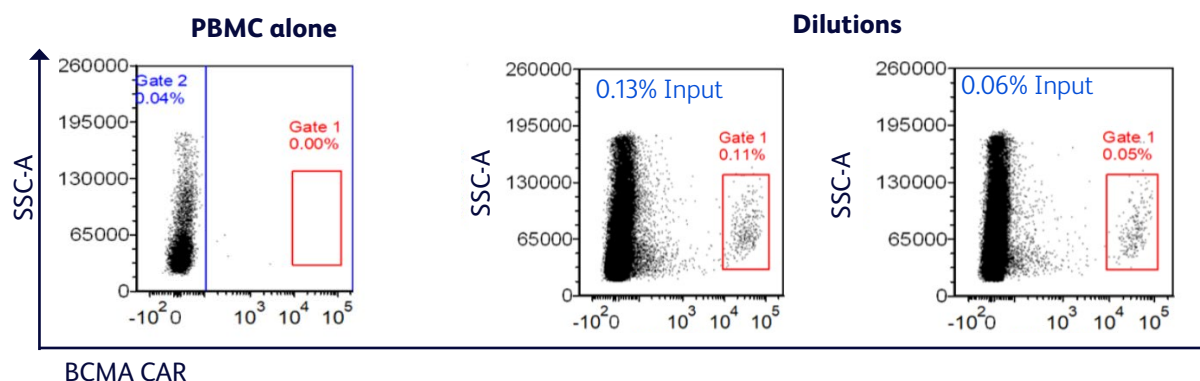 PBMC alone
Dilutions
SSC-A
260000
195000
130000
65000
0
Gate 2
0.04%
Gate 1
0.00%
-10² 0 10³ 10⁴ 10⁵
SSC-A
260000
195000
130000
65000
0
0.13% Input
Gate 1
0.11%
-10² 0 10³ 10⁴ 10⁵
SSC-A
260000
195000
130000
65000
0
0.06% Input
Gate 1
0.05%
-10² 0 10³ 10⁴ 10⁵
BCMA CAR